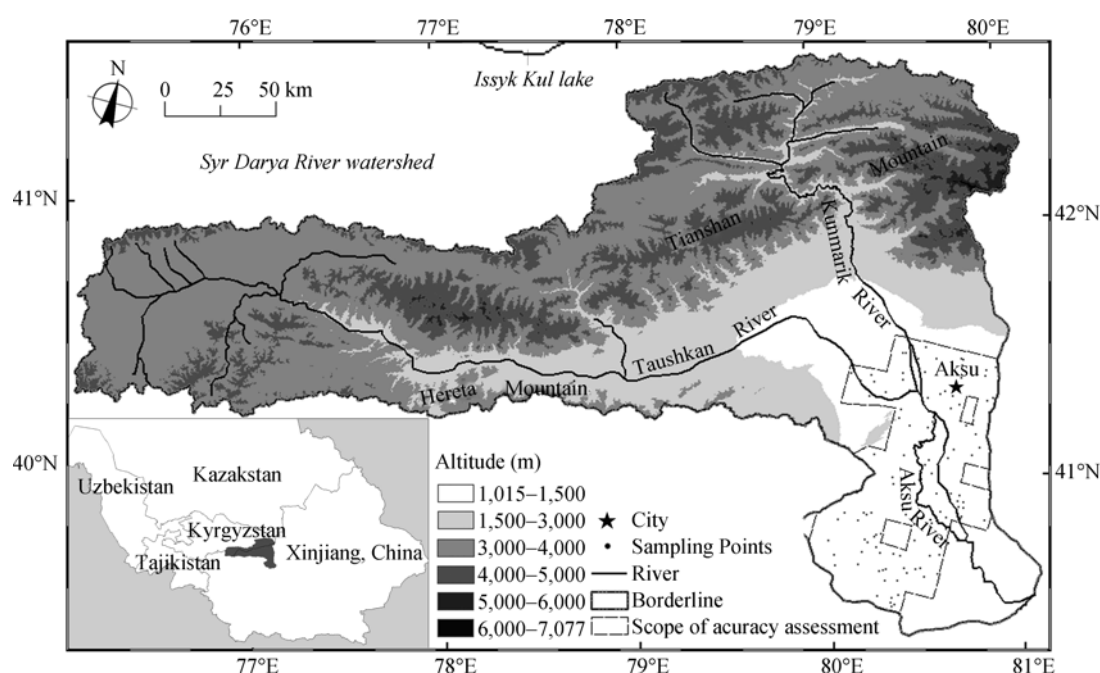 76°E 77°E 78°E 79°E 80°E
N
0 25 50 km
Issyk Kul lake
Syr Darya River watershed
41°N
42°N
Tianshan Mountain
Kunmarik River
Taushkan River
Hereta Mountain
Aksu
Aksu River
40°N
41°N
Kazakstan
Uzbekistan
Kyrgyzstan
Tajikistan
Xinjiang, China
Altitude (m)
1,015–1,500
1,500–3,000
3,000–4,000
4,000–5,000
5,000–6,000
6,000–7,077
City
Sampling Points
River
Borderline
Scope of acuracy assessment
77°E 78°E 79°E 80°E 81°E